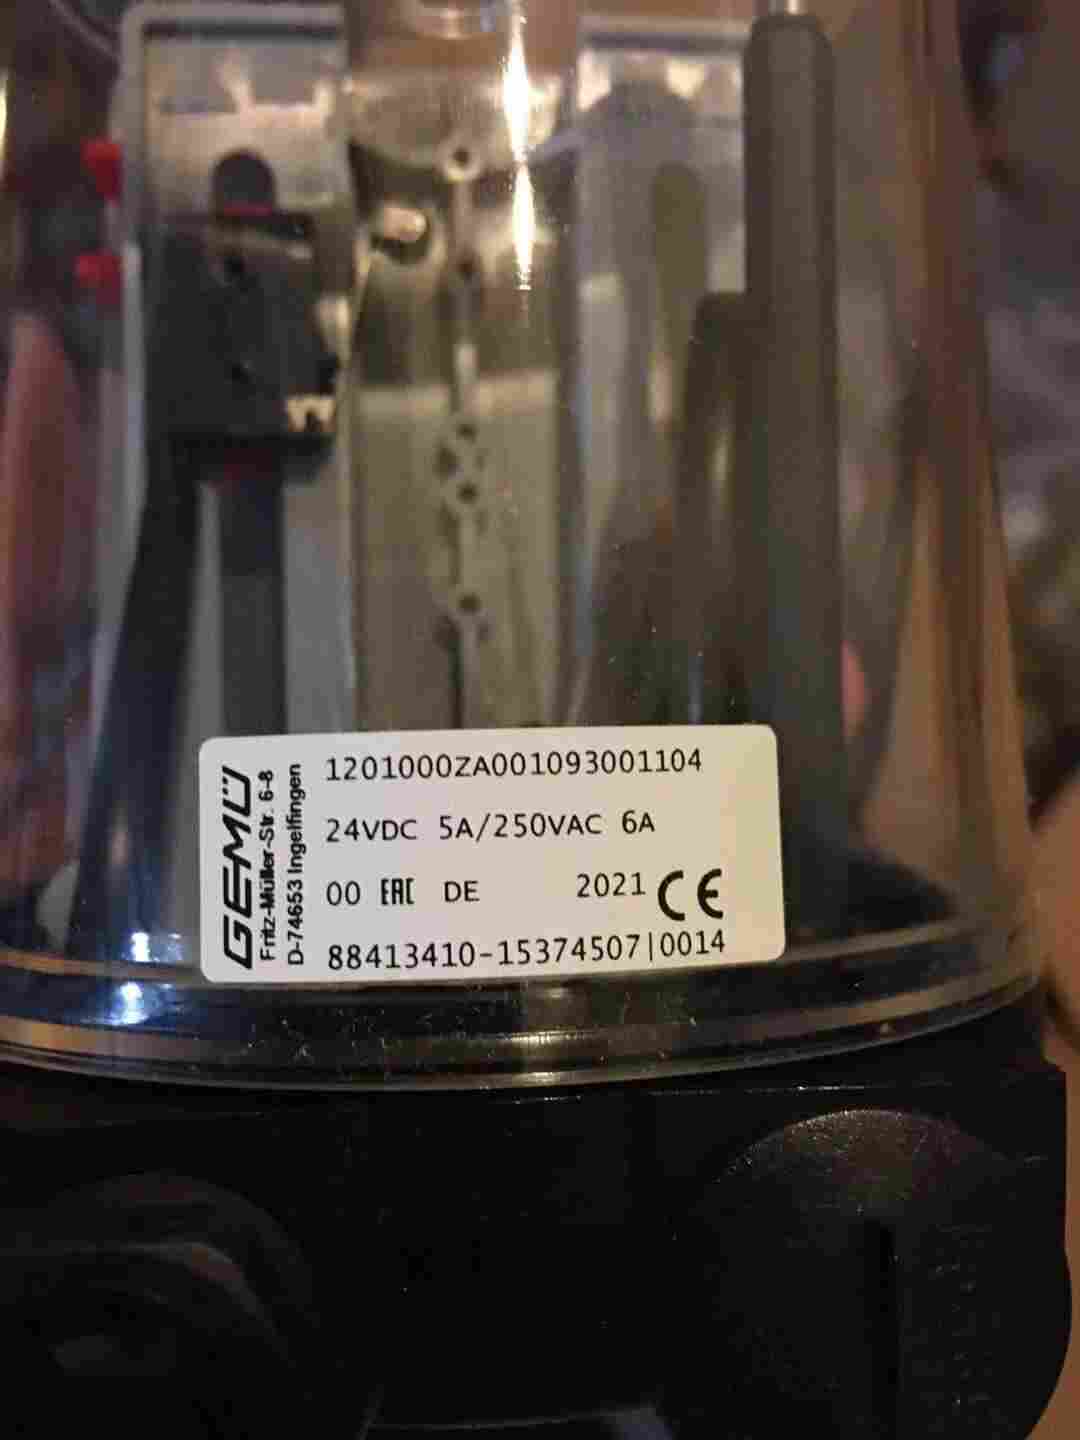 GEMÜ
Fritz-Müller-Str. 6-8
D-74653 Ingelfingen
1201000ZA001093001104
24VDC 5A/250VAC 6A
00 EAC DE 2021 CE
88413410-15374507|0014